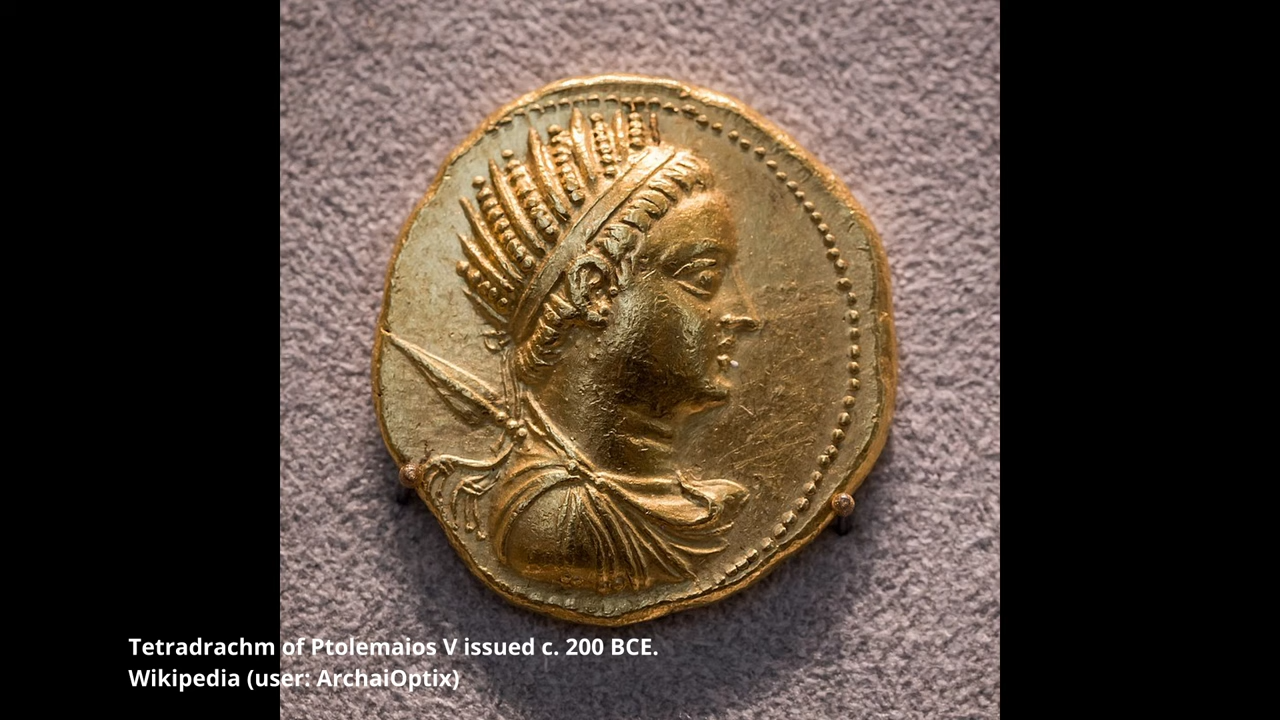 Tetradrachm of Ptolemaios V issued c. 200 BCE.
Wikipedia (user: ArchaiOptix)